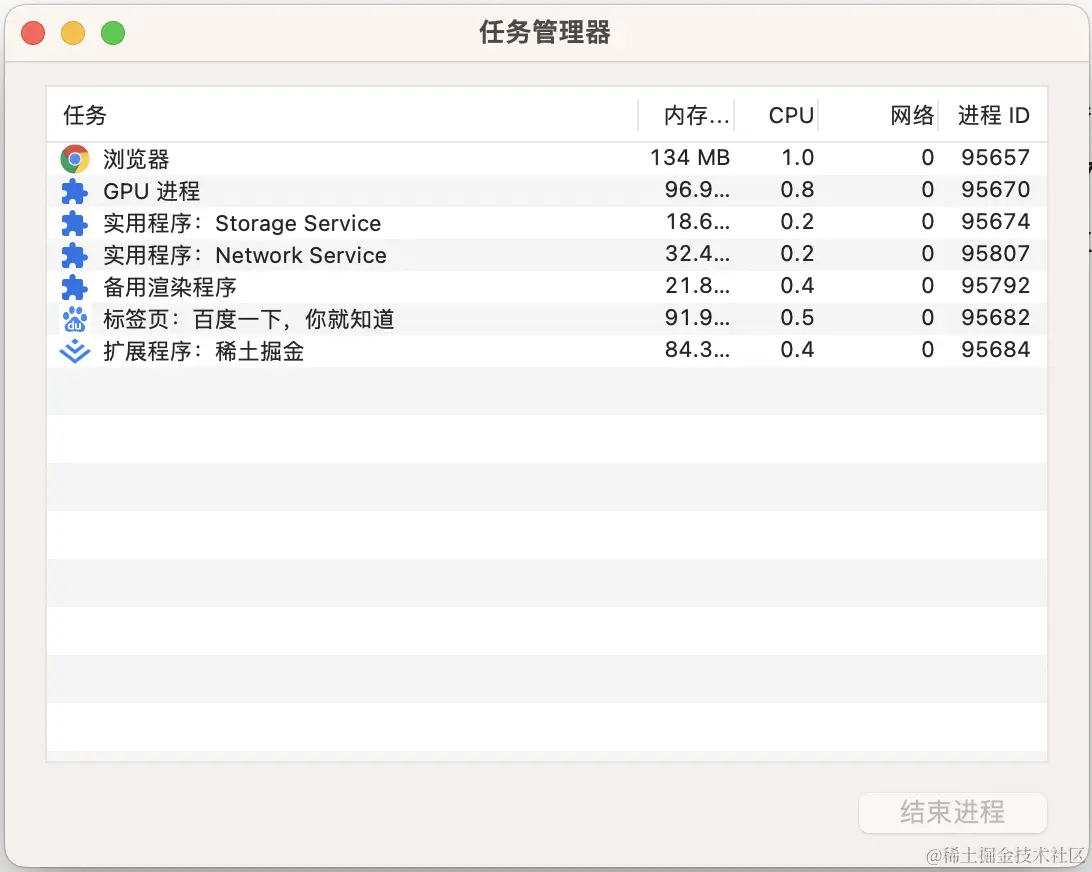 任务管理器
任务 内存... CPU 网络 进程 ID
浏览器 134 MB 1.0 0 95657
GPU 进程 96.9... 0.8 0 95670
实用程序：Storage Service 18.6... 0.2 0 95674
实用程序：Network Service 32.4... 0.2 0 95807
备用渲染程序 21.8... 0.4 0 95792
du 标签页：百度一下，你就知道 91.9... 0.5 0 95682
扩展程序：稀土掘金 84.3... 0.4 0 95684
结束进程
@稀土掘金技术社区